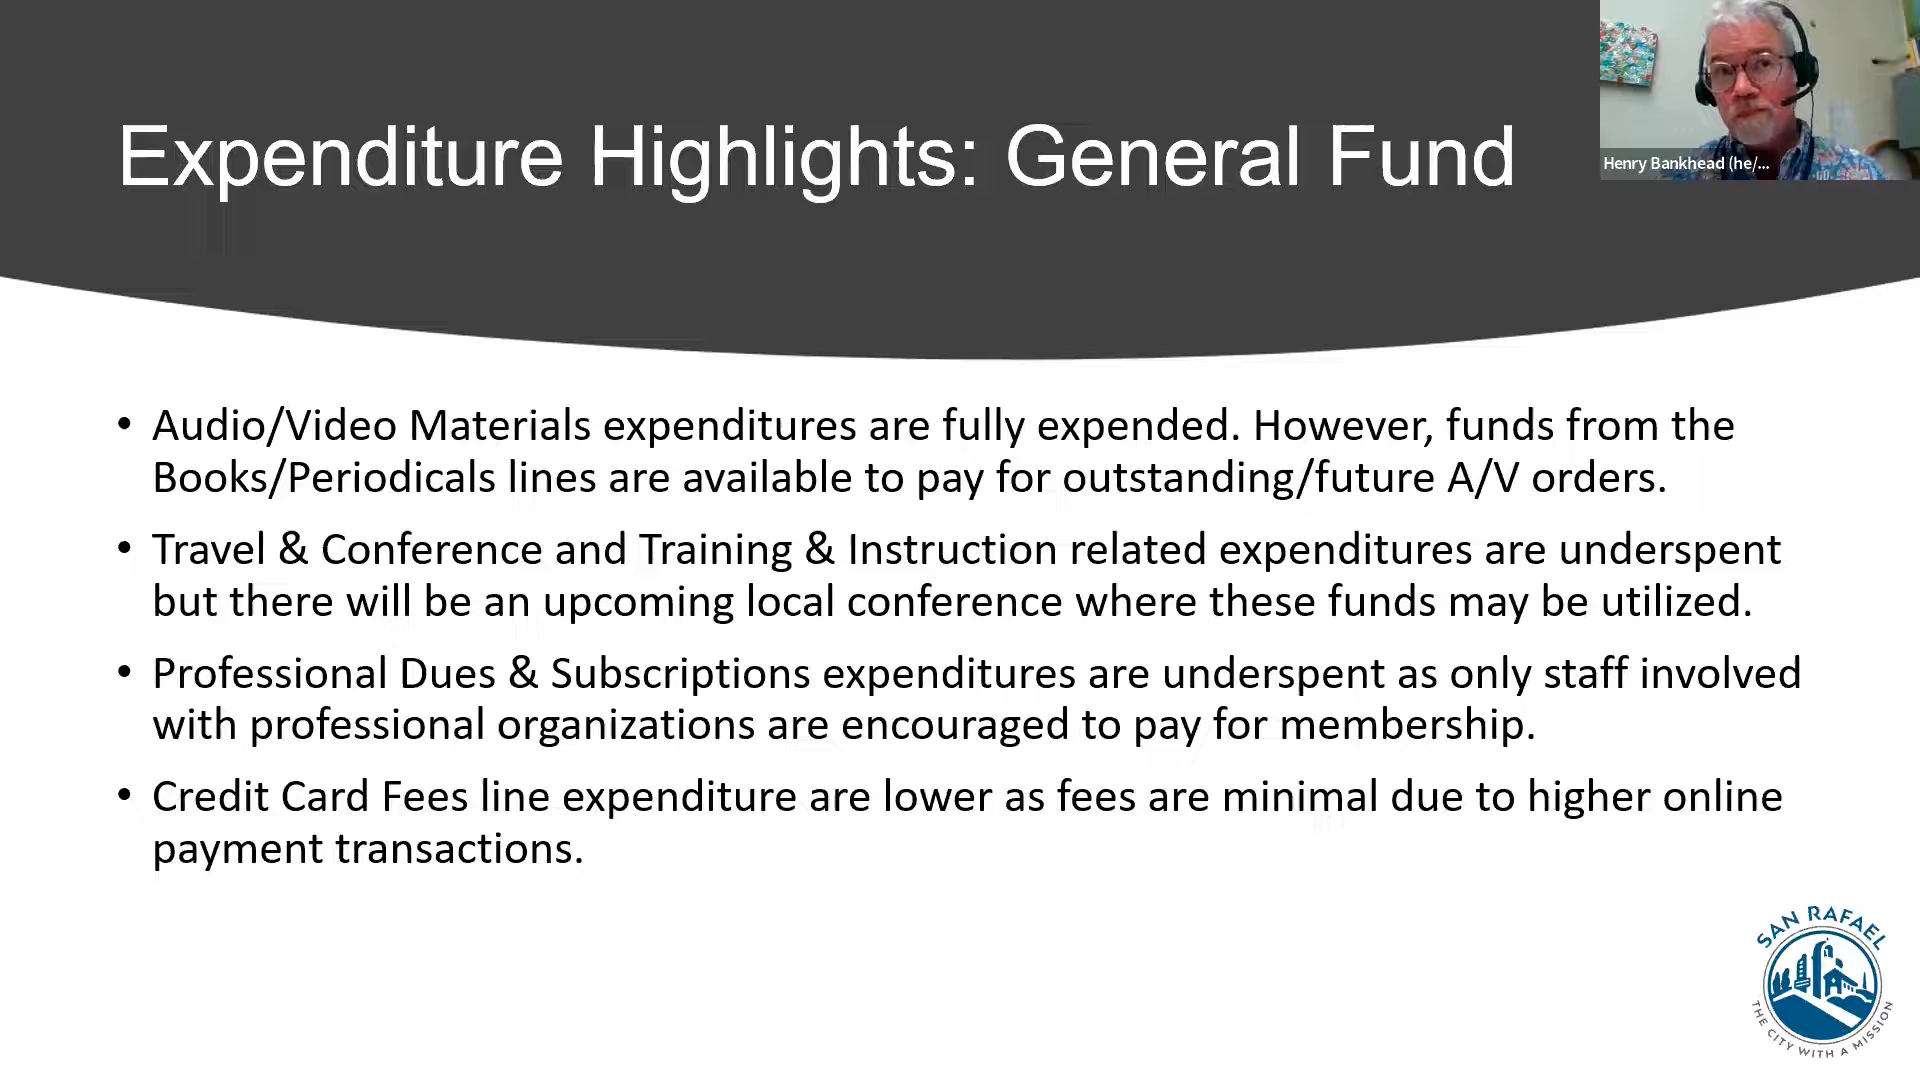 Expenditure Highlights: General Fund
Henry Bankhead (he/...
• Audio/Video Materials expenditures are fully expended. However, funds from the
Books/Periodicals lines are available to pay for outstanding/future A/V orders.
• Travel & Conference and Training & Instruction related expenditures are underspent
but there will be an upcoming local conference where these funds may be utilized.
• Professional Dues & Subscriptions expenditures are underspent as only staff involved
with professional organizations are encouraged to pay for membership.
• Credit Card Fees line expenditure are lower as fees are minimal due to higher online
payment transactions.
SAN RAFAEL
THE CITY WITH A MISSION